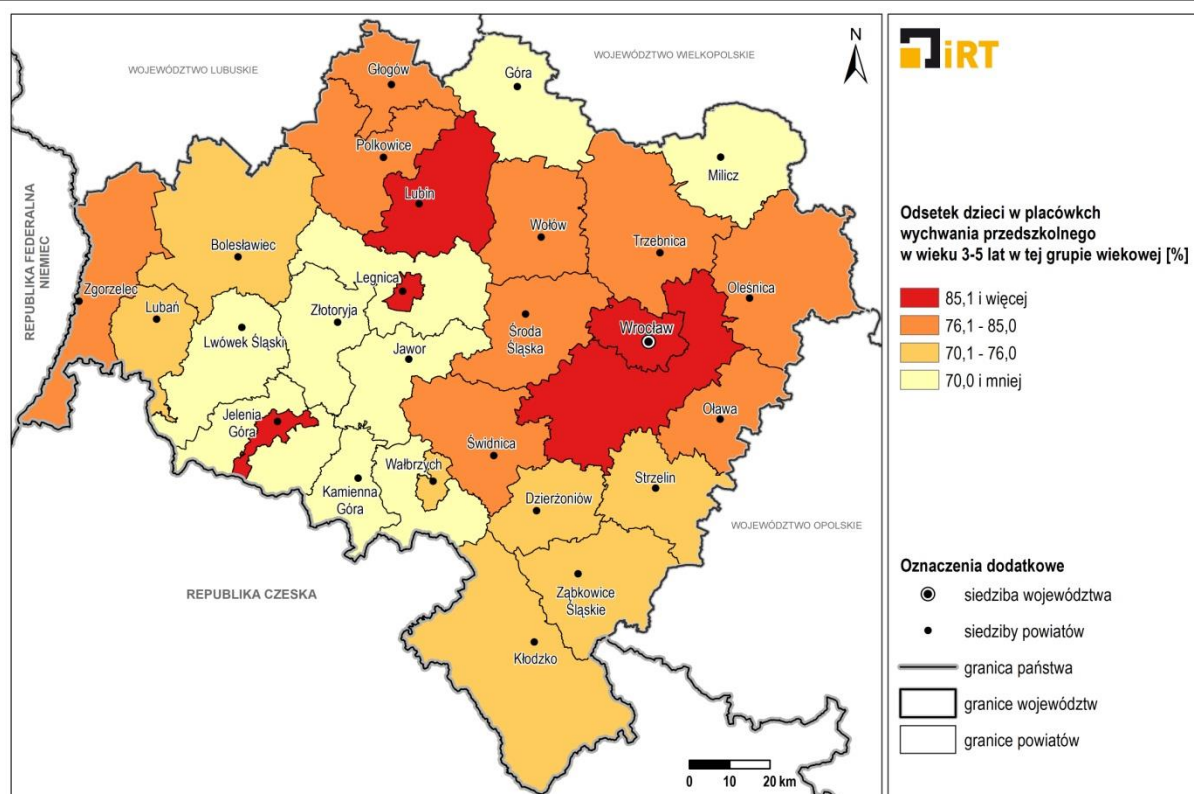 WOJEWÓDZTWO LUBUSKIE
WOJEWÓDZTWO WIELKOPOLSKIE
N
Głogów
Góra
Polkowice
Milicz
Lubin
Wołów
Trzebnica
Bolesławiec
REPUBLIKA FEDERALNA
NIEMIEC
Zgorzelec
Lubań
Legnica
Oleśnica
Złotoryja
Lwówek Śląski
Środa
Śląska
Wrocław
Jawor
Jelenia
Góra
Oława
Świdnica
Wałbrzych
Kamienna
Góra
Strzelin
Dzierżoniów
WOJEWÓDZTWO OPOLSKIE
Ząbkowice
Śląskie
REPUBLIKA CZESKA
Kłodzko
0 10 20 km
iRT
Odsetek dzieci w placówkch
wychwania przedszkolnego
w wieku 3-5 lat w tej grupie wiekowej [%]
85,1 i więcej
76,1 - 85,0
70,1 - 76,0
70,0 i mniej
Oznaczenia dodatkowe
siedziba województwa
siedziby powiatów
granica państwa
granice województw
granice powiatów